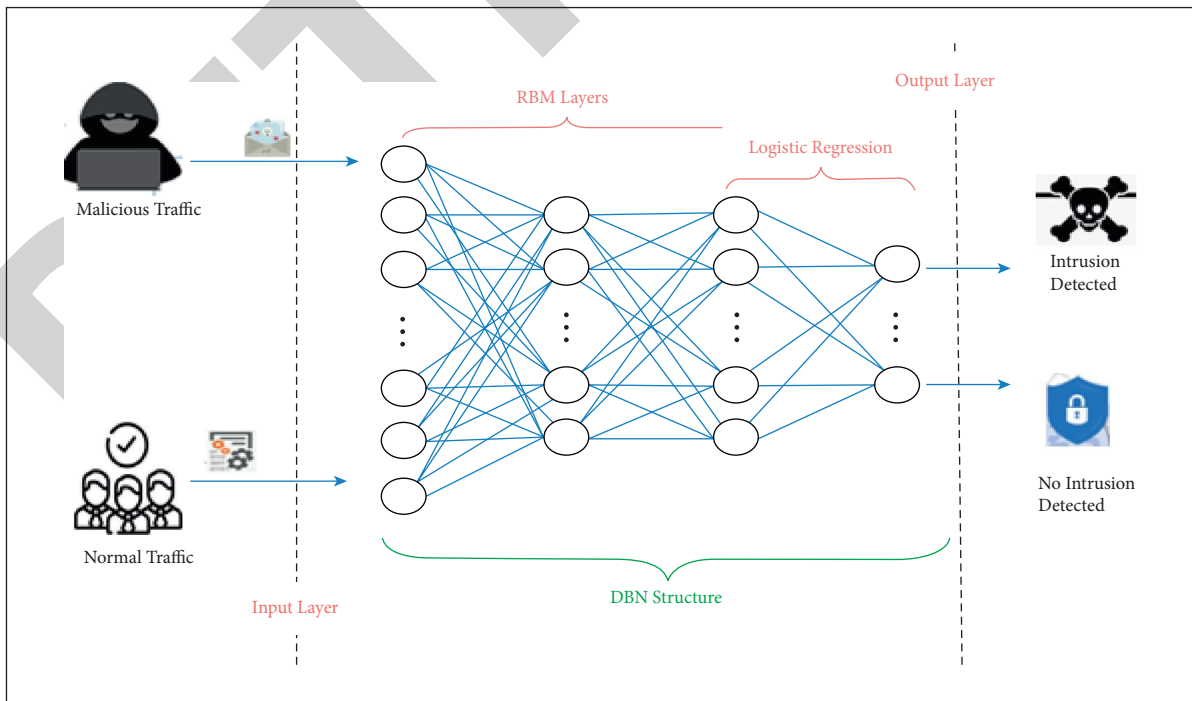 Output Layer
RBM Layers
Logistic Regression
Malicious Traffic
Intrusion
Detected
No Intrusion
Detected
Normal Traffic
Input Layer
DBN Structure